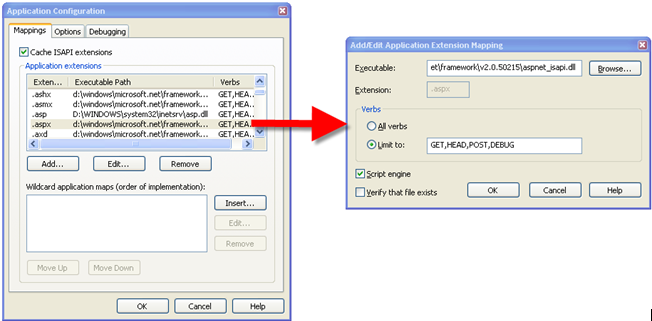 Application Configuration
Mappings Options Debugging
Cache ISAPI extensions
Application extensions
Exten... Executable Path Verbs
.ashx d:\windows\microsoft.net\framework... GET,HEA...
.asmx d:\windows\microsoft.net\framework... GET,HEA...
.asp D:\WINDOWS\system32\inetsrv\asp.dll GET,HEA...
.aspx d:\windows\microsoft.net\framework... GET,HEA...
.axd d:\windows\microsoft.net\framework... GET,HEA...
Add... Edit... Remove
Wildcard application maps (order of implementation):
Insert...
Edit...
Remove
Move Up Move Down
OK Cancel Help
Add/Edit Application Extension Mapping
Executable: et\framework\v2.0.50215\aspnet_isapi.dll Browse...
Extension: .aspx
Verbs
All verbs
Limit to: GET,HEAD,POST,DEBUG
Script engine
Verify that file exists
OK Cancel Help